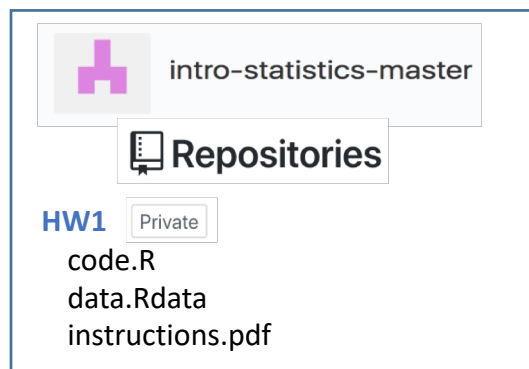 intro-statistics-master
Repositories
HW1 Private
code.R
data.Rdata
instructions.pdf